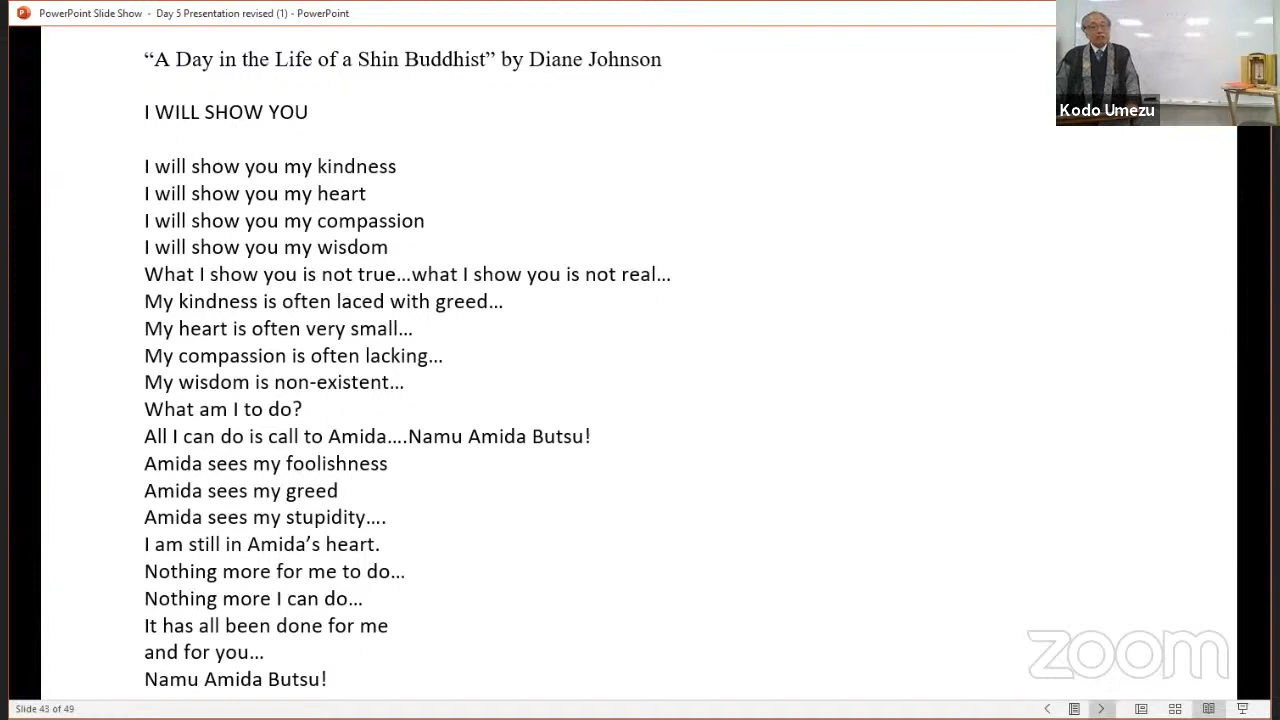 PowerPoint Slide Show - Day 5 Presentation revised (1) - PowerPoint
“A Day in the Life of a Shin Buddhist” by Diane Johnson
I WILL SHOW YOU
I will show you my kindness
I will show you my heart
I will show you my compassion
I will show you my wisdom
What I show you is not true…what I show you is not real…
My kindness is often laced with greed…
My heart is often very small…
My compassion is often lacking…
My wisdom is non-existent…
What am I to do?
All I can do is call to Amida….Namu Amida Butsu!
Amida sees my foolishness
Amida sees my greed
Amida sees my stupidity….
I am still in Amida’s heart.
Nothing more for me to do…
Nothing more I can do…
It has all been done for me
and for you…
Namu Amida Butsu!
Kodo Umezu
zoom
Slide 43 of 49